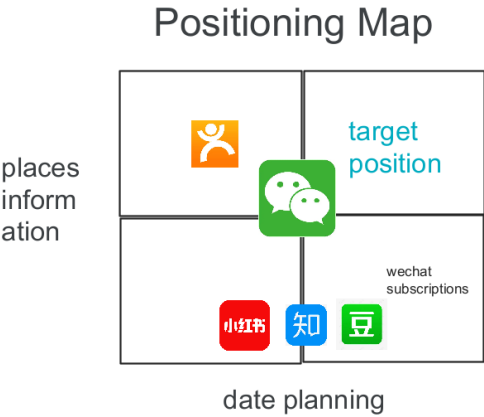 Positioning Map
target
position
places
inform
ation
wechat
subscriptions
小红书
知
豆
date planning